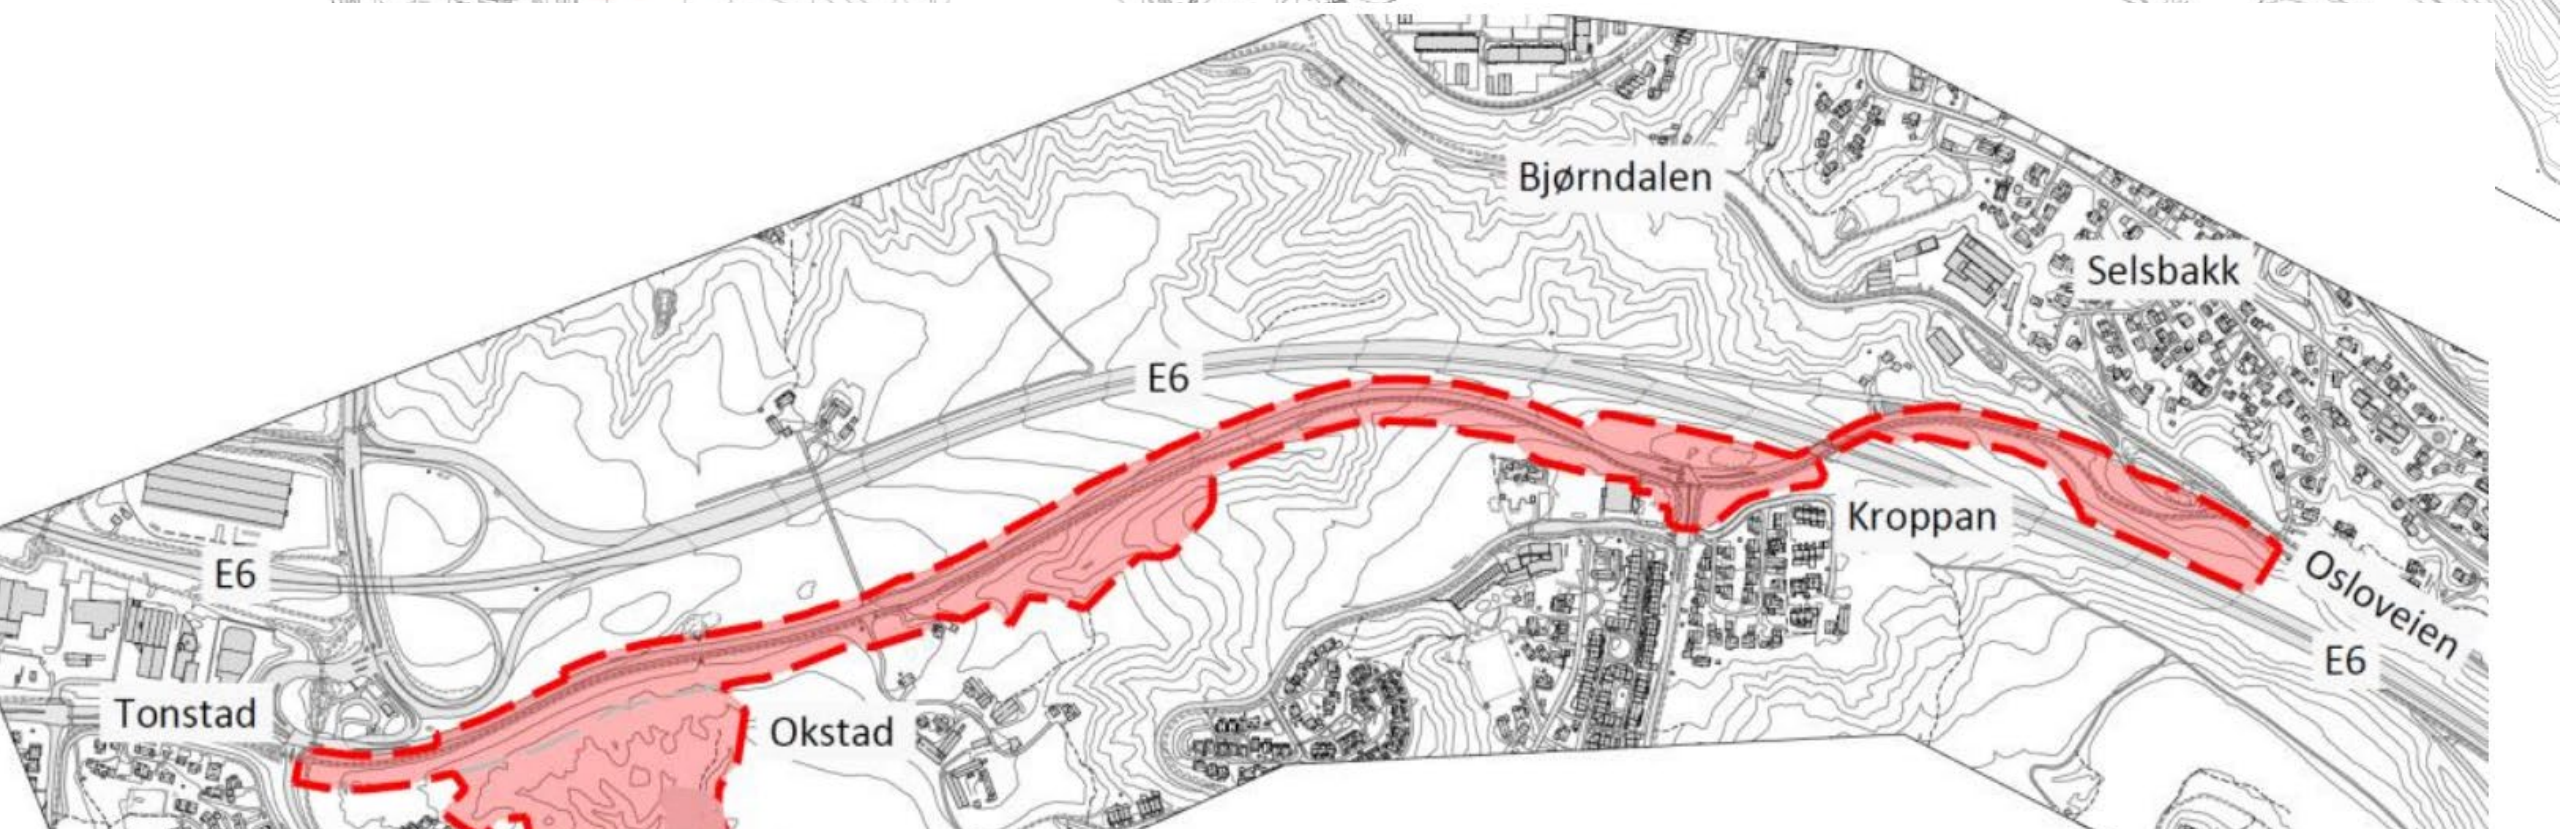 Bjørndalen
Selsbakk
E6
Kroppan
E6
Osloveien
E6
Tonstad
Okstad